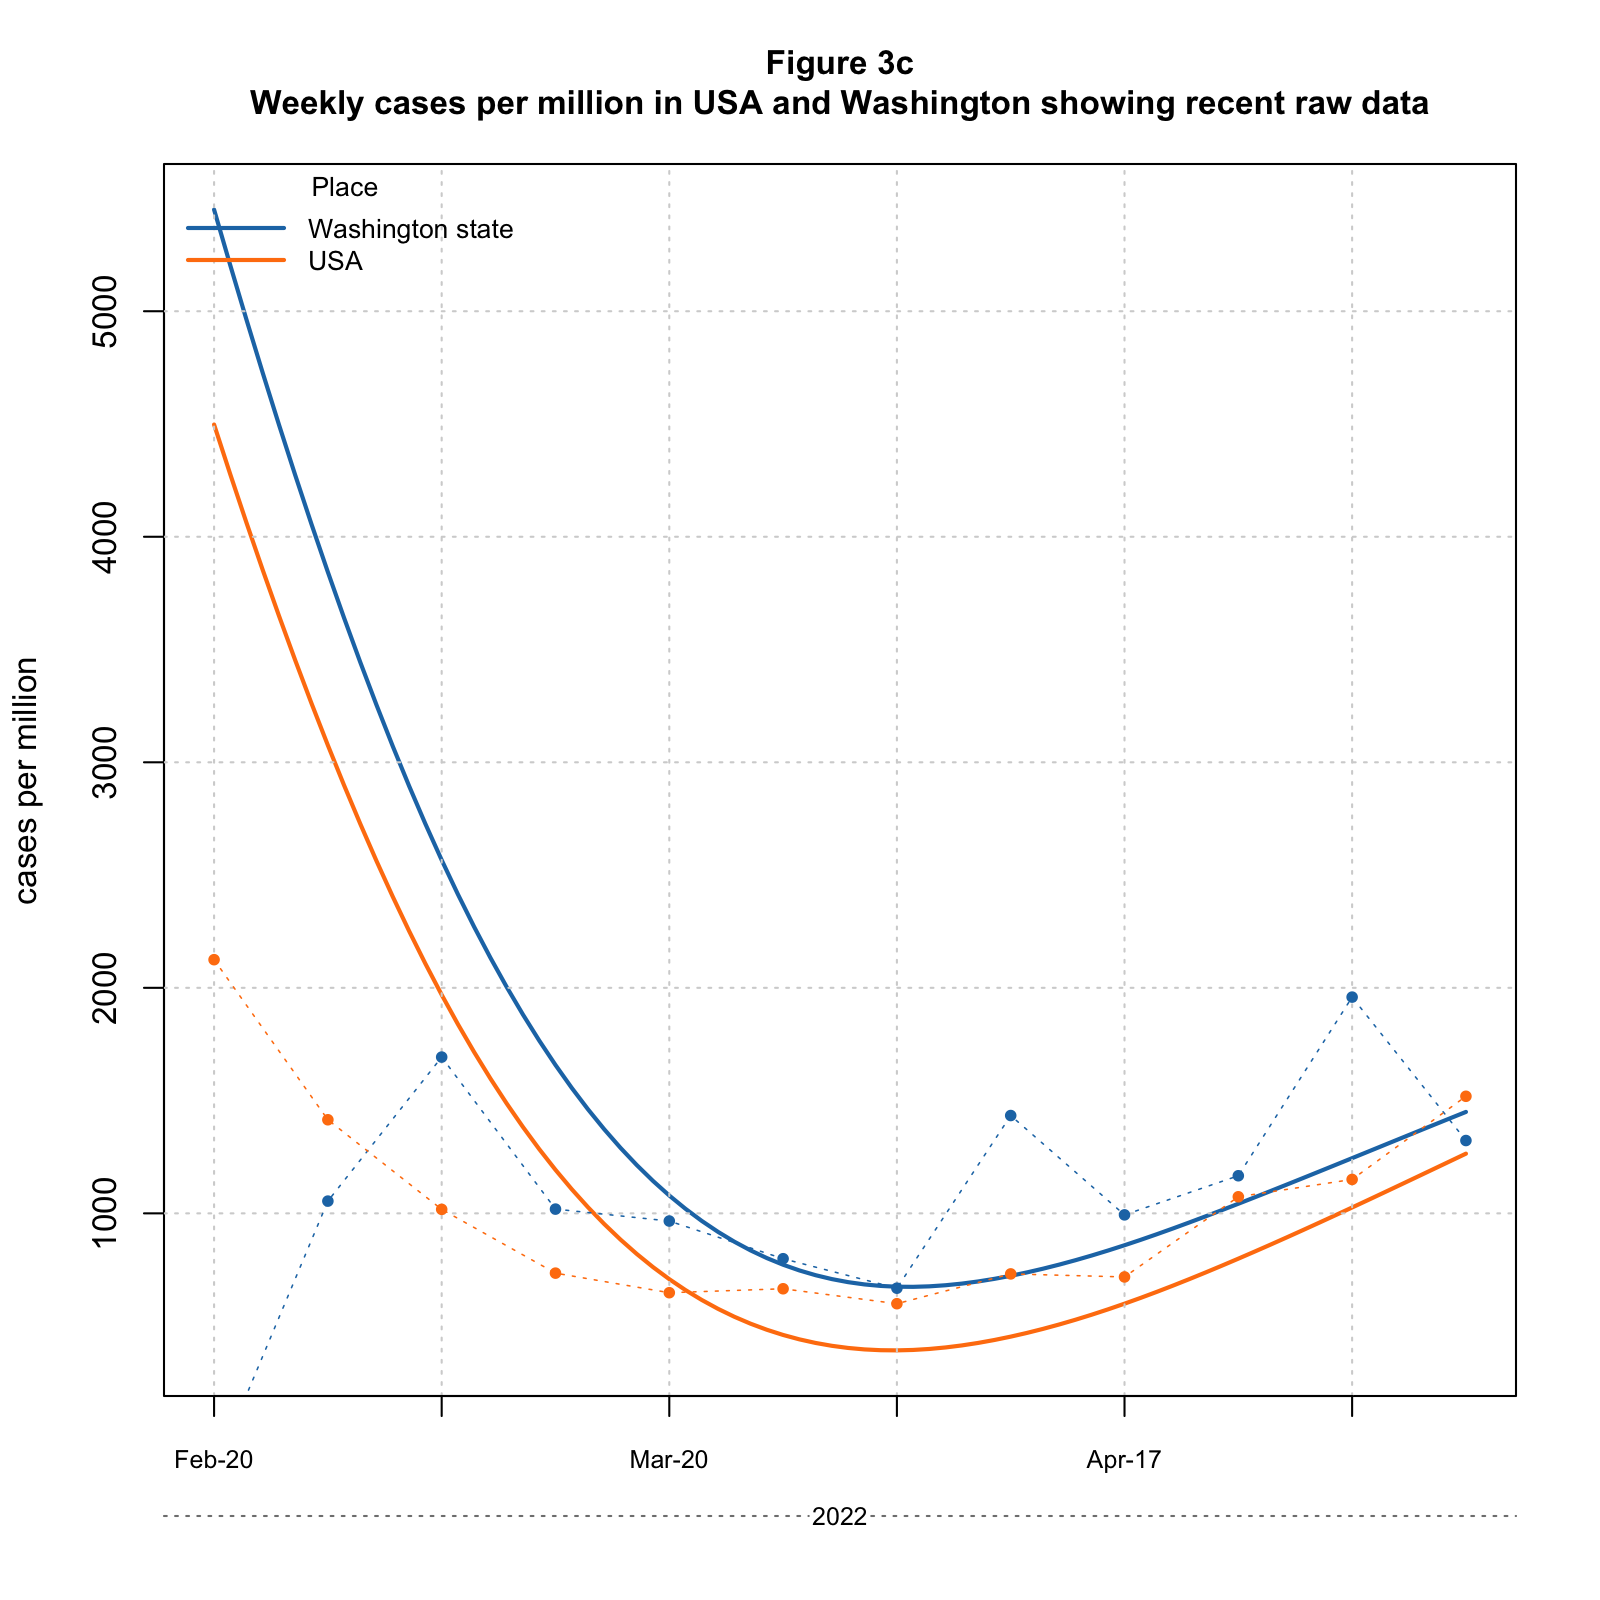 Figure 3c
Weekly cases per million in USA and Washington showing recent raw data
Place
Washington state
USA
cases per million
5000
4000
3000
2000
1000
Feb-20 Mar-20 Apr-17
2022